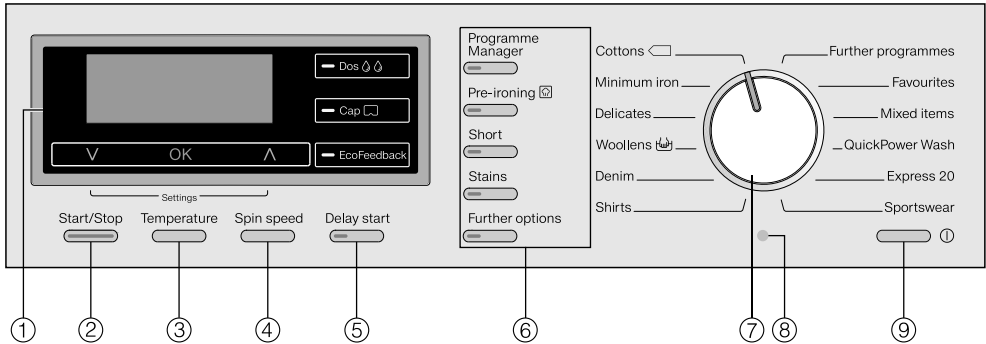 Dos
Cap
EcoFeedback
OK
Settings
Start/Stop
Temperature
Spin speed
Delay start
Programme
Manager
Pre-ironing
Short
Stains
Further options
Cottons
Minimum iron
Delicates
Woollens
Denim
Shirts
Further programmes
Favourites
Mixed items
QuickPower Wash
Express 20
Sportswear
1
2
3
4
5
6
7
8
9